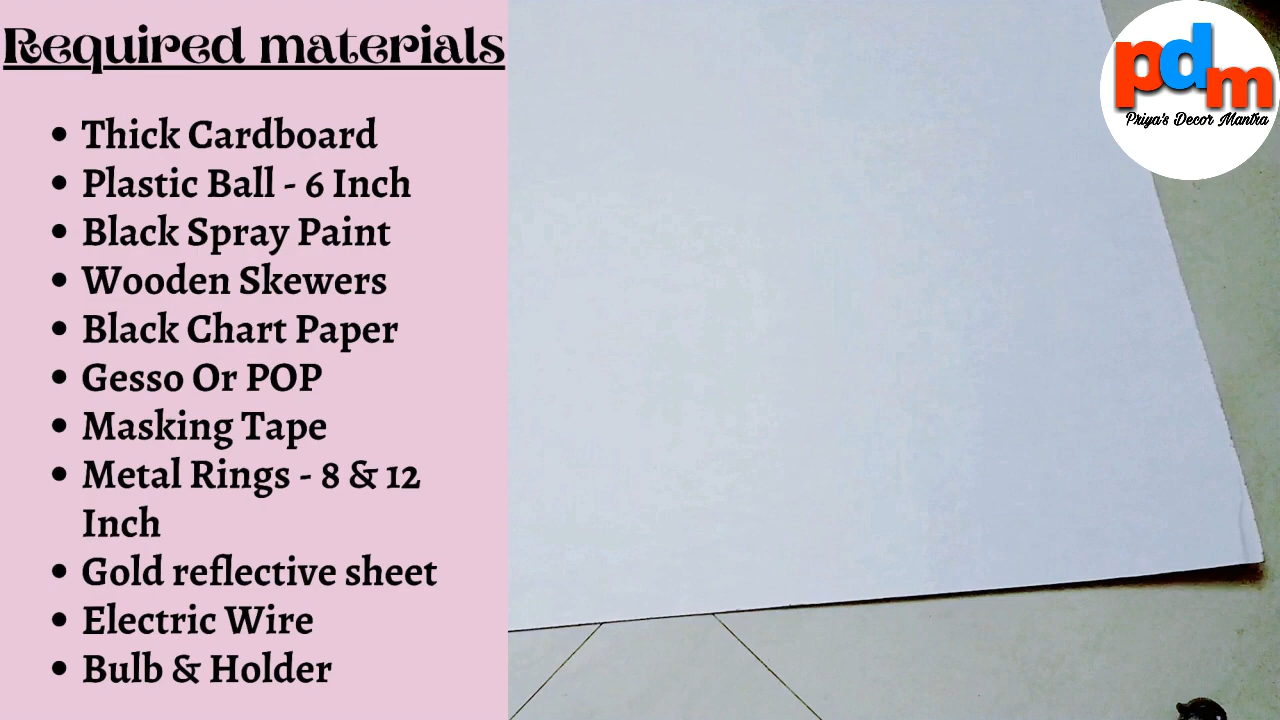 Required materials
• Thick Cardboard
• Plastic Ball - 6 Inch
• Black Spray Paint
• Wooden Skewers
• Black Chart Paper
• Gesso Or POP
• Masking Tape
• Metal Rings - 8 & 12
Inch
• Gold reflective sheet
• Electric Wire
• Bulb & Holder
pdm
Priya's Decor Mantra